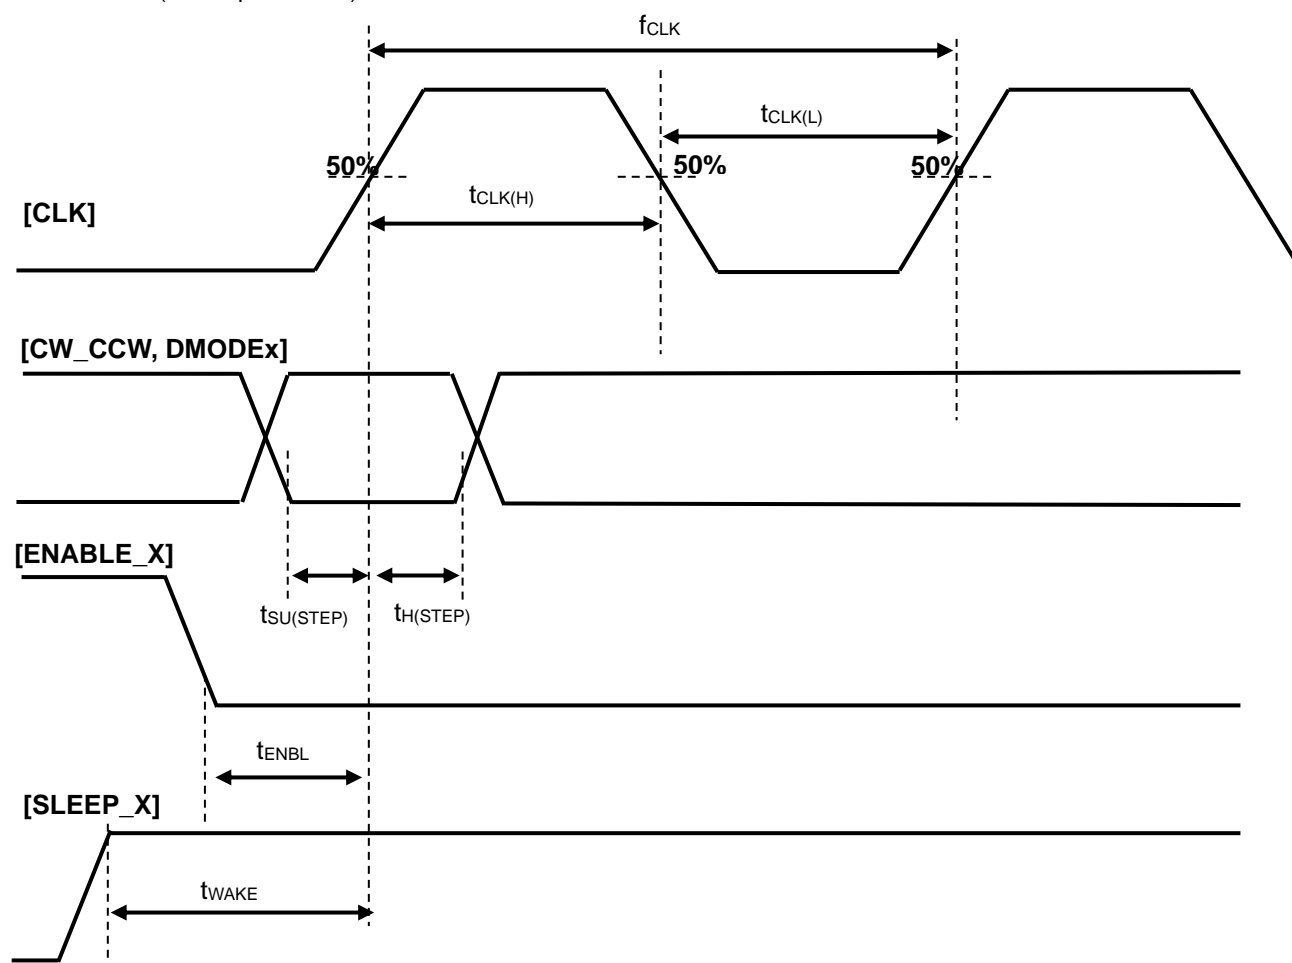 fCLK
tCLK(L)
50% 50% 50%
tCLK(H)
[CLK]
[CW_CCW, DMODEx]
[ENABLE_X]
tSU(STEP) tH(STEP)
tENBL
[SLEEP_X]
tWAKE